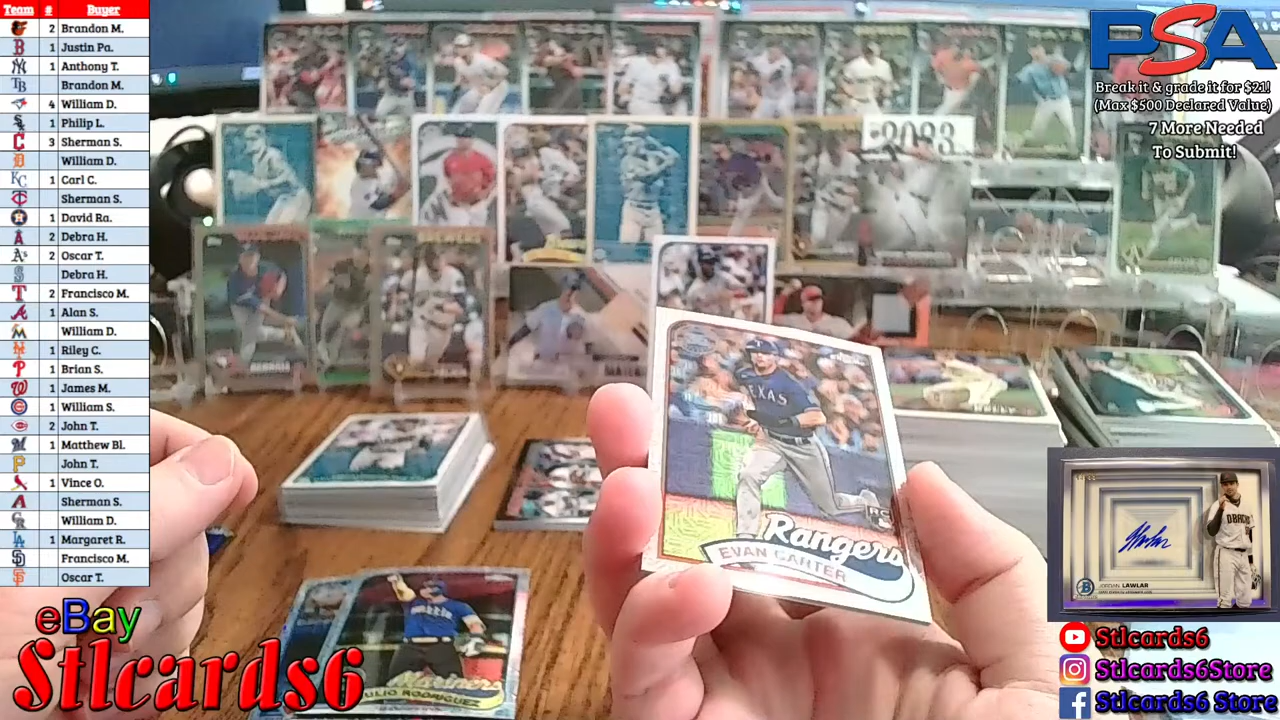 Team # Buyer
2 Brandon M.
1 Justin Pa.
1 Anthony T.
Brandon M.
4 William D.
1 Philip L.
3 Sherman S.
William D.
1 Carl C.
Sherman S.
1 David Ra.
2 Debra H.
2 Oscar T.
Debra H.
2 Francisco M.
1 Alan S.
William D.
1 Riley C.
1 Brian S.
1 James M.
1 William S.
2 John T.
1 Matthew Bl.
John T.
1 Vince O.
Sherman S.
William D.
1 Margaret R.
Francisco M.
Oscar T.
eBay
Stlcards6
PSA
Break it & grade it for $21!
(Max $500 Declared Value)
7 More Needed
To Submit!
TEXAS
RC
Rangers
EVAN CARTER
Mariners
JULIO RODRIGUEZ
JORDAN LAWLAR
Stlcards6
Stlcards6Store
Stlcards6 Store